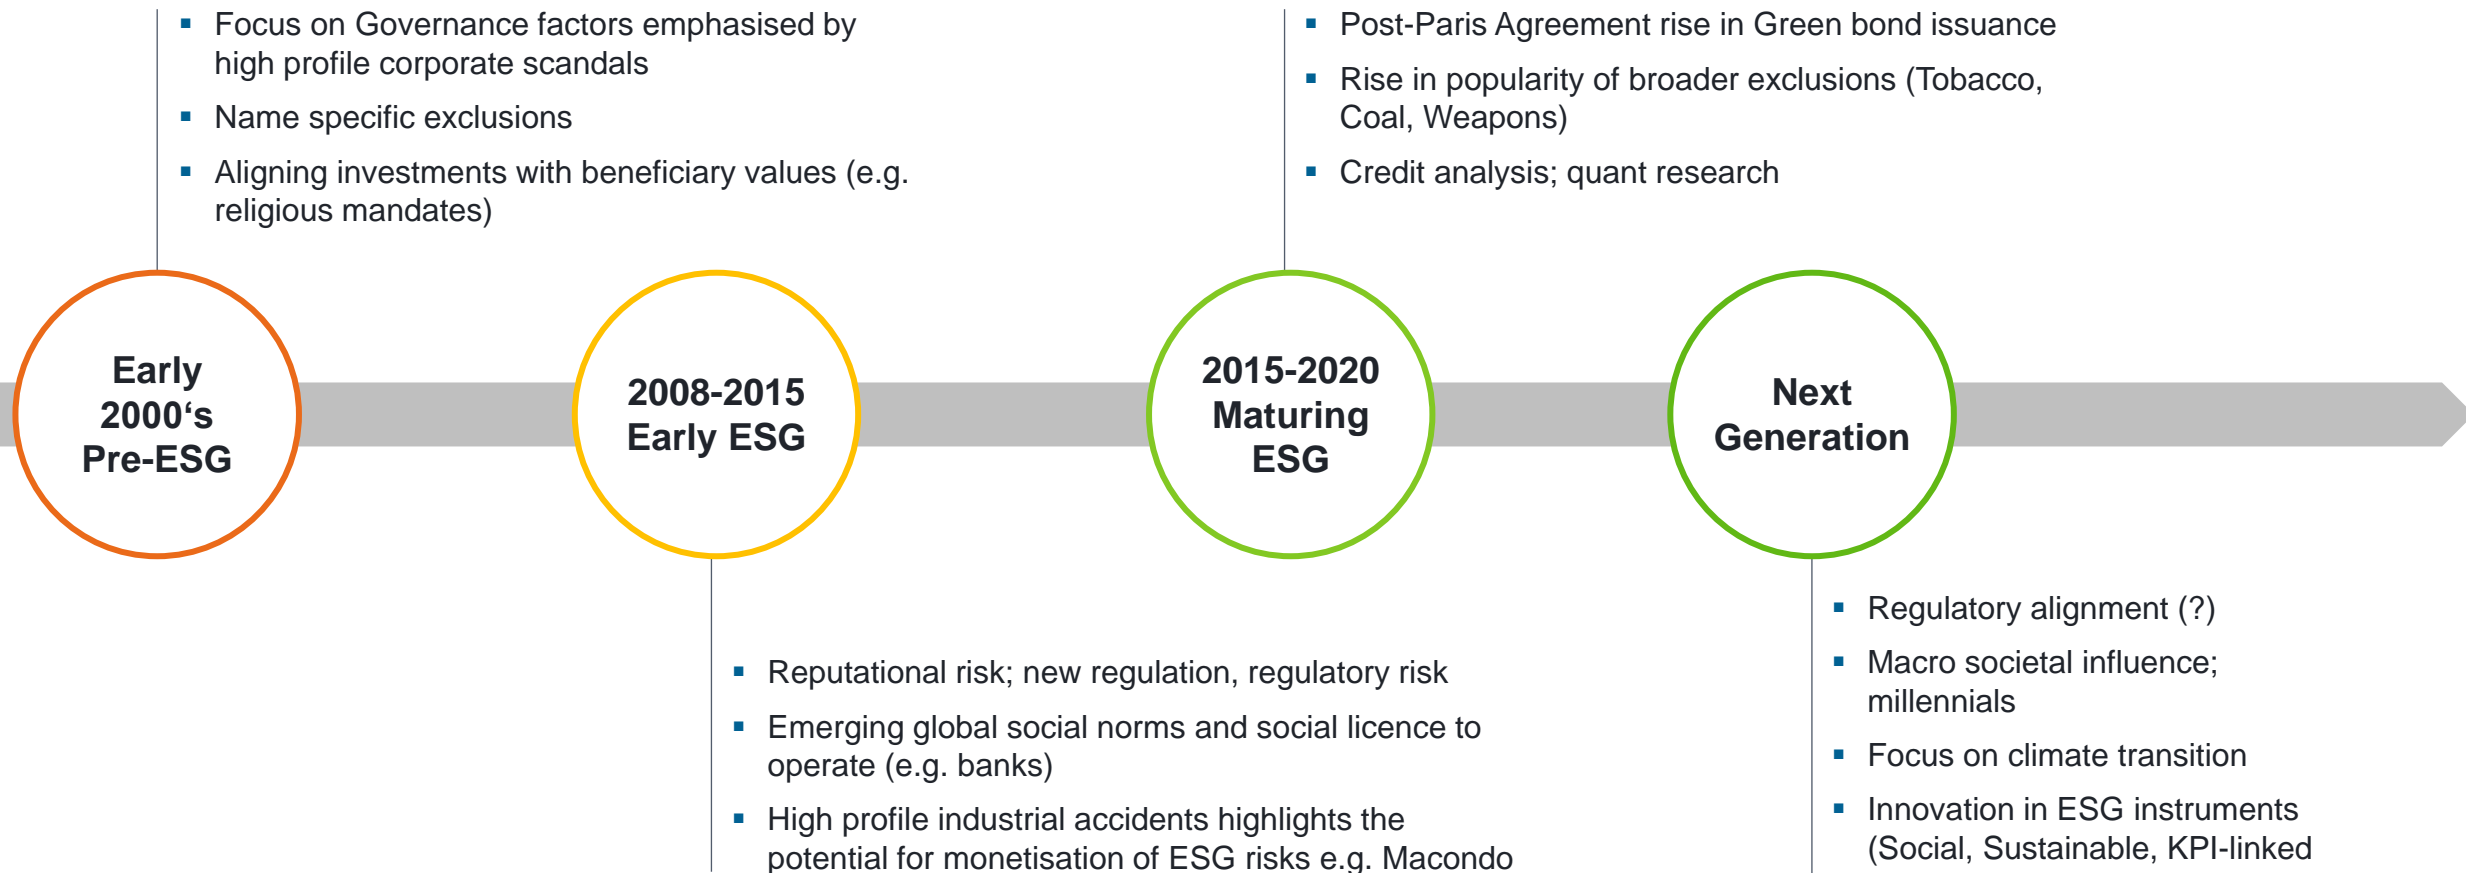 ▪ Focus on Governance factors emphasised by
high profile corporate scandals
▪ Name specific exclusions
▪ Aligning investments with beneficiary values (e.g.
religious mandates)
▪ Post-Paris Agreement rise in Green bond issuance
▪ Rise in popularity of broader exclusions (Tobacco,
Coal, Weapons)
▪ Credit analysis; quant research
Early
2000‘s
Pre-ESG
2008-2015
Early ESG
2015-2020
Maturing
ESG
Next
Generation
▪ Reputational risk; new regulation, regulatory risk
▪ Emerging global social norms and social licence to
operate (e.g. banks)
▪ High profile industrial accidents highlights the
potential for monetisation of ESG risks e.g. Macondo
▪ Regulatory alignment (?)
▪ Macro societal influence;
millennials
▪ Focus on climate transition
▪ Innovation in ESG instruments
(Social, Sustainable, KPI-linked